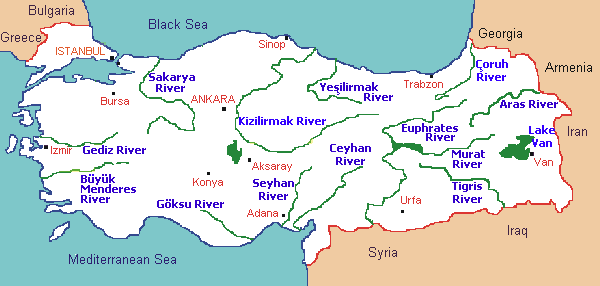 Bulgaria
Black Sea
Greece
ISTANBUL
Sinop
Georgia
Sakarya
River
Bursa
ANKARA
Yeşilirmak
River
Trabzon
Çoruh
River
Armenia
Aras River
Kizilirmak River
Euphrates
River
Lake
Van
Iran
Izmir
Gediz River
Aksaray
Ceyhan
River
Murat
River
Van
Büyük
Menderes
River
Konya
Seyhan
River
Tigris
River
Göksu River
Adana
Urfa
Mediterranean Sea
Syria
Iraq